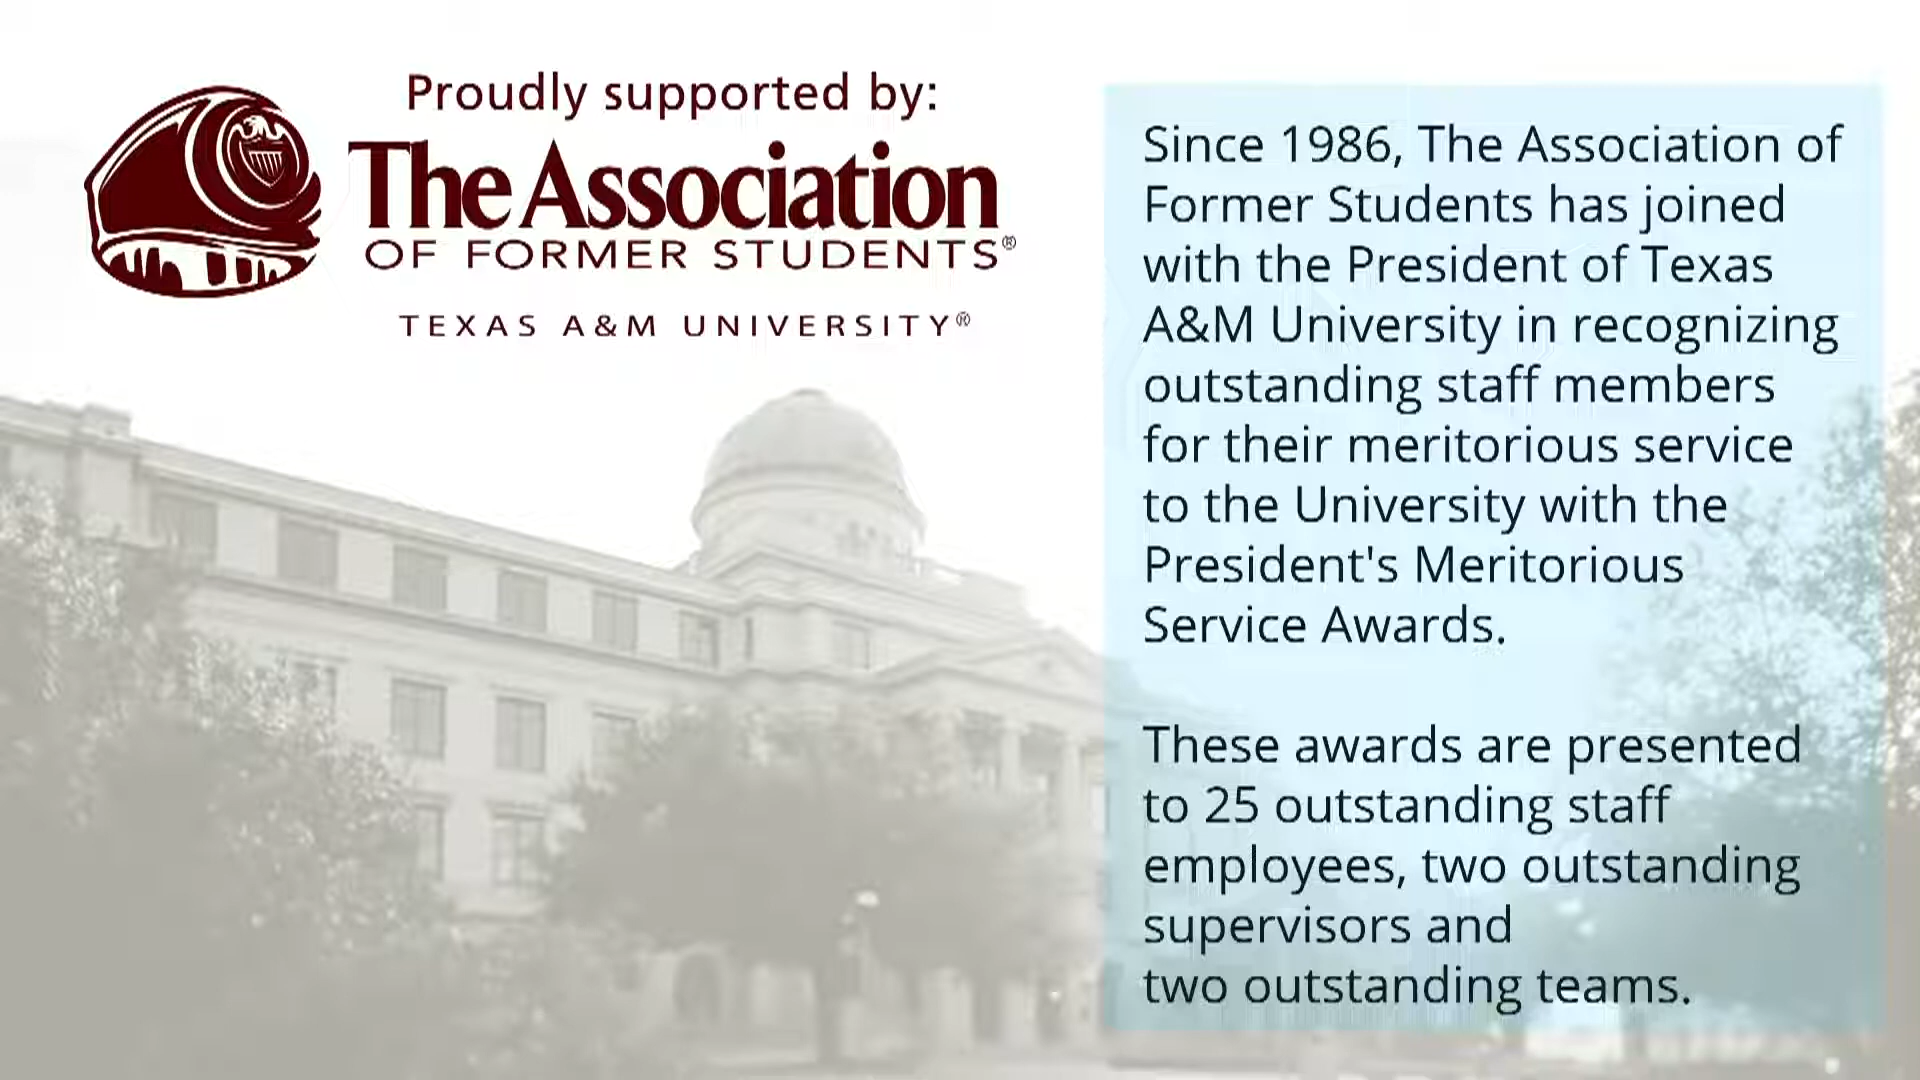 Proudly supported by:
The Association
OF FORMER STUDENTS®
TEXAS A&M UNIVERSITY®
Since 1986, The Association of
Former Students has joined
with the President of Texas
A&M University in recognizing
outstanding staff members
for their meritorious service
to the University with the
President's Meritorious
Service Awards.
These awards are presented
to 25 outstanding staff
employees, two outstanding
supervisors and
two outstanding teams.